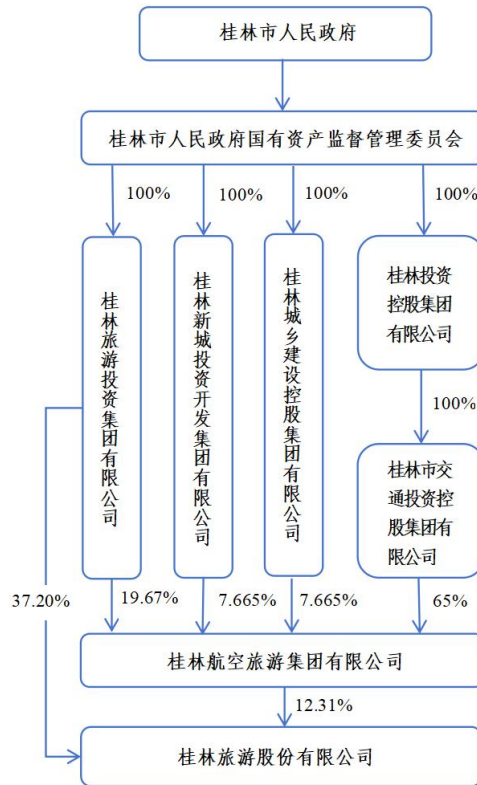 桂林市人民政府
桂林市人民政府国有资产监督管理委员会
100%
100%
100%
100%
桂林旅游投资集团有限公司
桂林新城投资开发集团有限公司
桂林城乡建设控股集团有限公司
桂林投资
控股集团
有限公司
100%
桂林市交
通投资控
股集团有
限公司
37.20%
19.67%
7.665%
7.665%
65%
桂林航空旅游集团有限公司
12.31%
桂林旅游股份有限公司